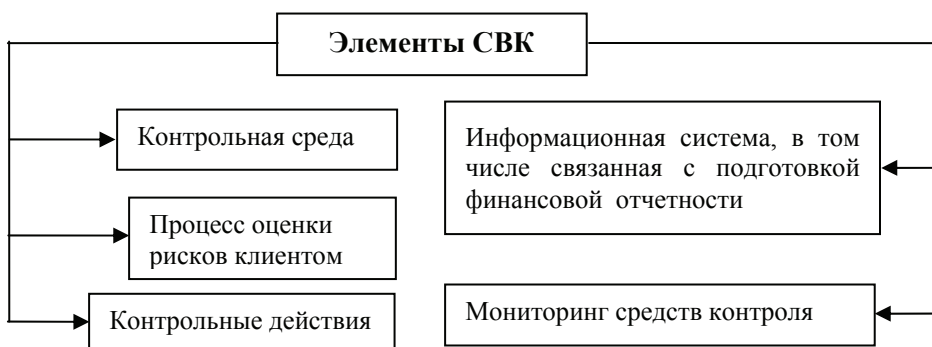 Элементы СВК
Контрольная среда
Процесс оценки
рисков клиентом
Контрольные действия
Информационная система, в том
числе связанная с подготовкой
финансовой отчетности
Мониторинг средств контроля